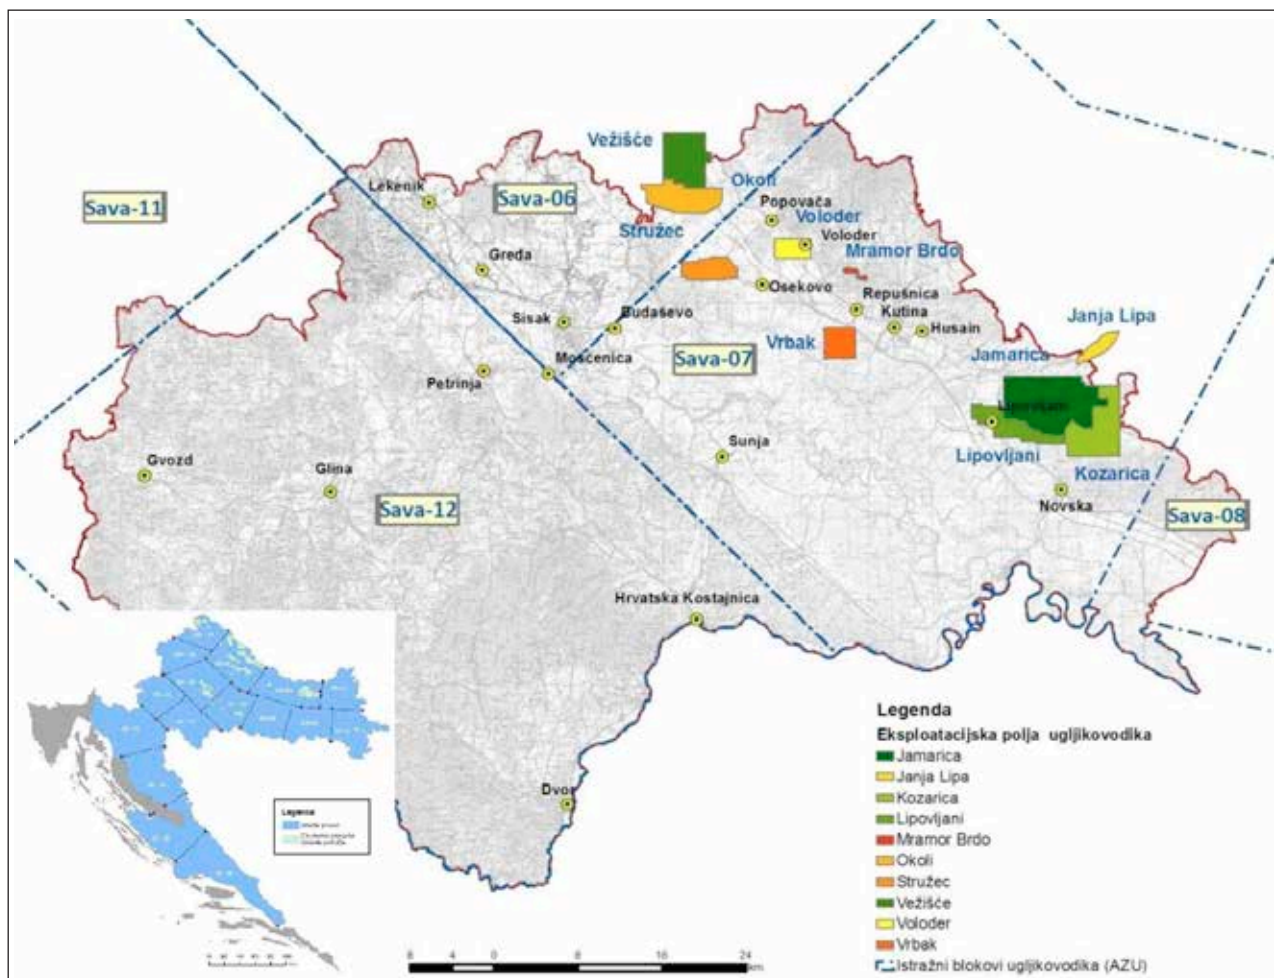 Vežišće
Okoli
Lekenik
Sava-06
Sava-11
Popovača
Voloder
Stružec
Voloder
Mramor Brdo
Greda
Osekovo
Repušnica
Sisak
Budaševo
Kutina
Husain
Janja Lipa
Vrbak
Sava-07
Mošćenica
Jamarica
Petrinja
Lipovljani
Sunja
Lipovljani
Gvozd
Glina
Kozarica
Novska
Sava-12
Sava-08
Hrvatska Kostajnica
Dvor
Legenda
Eksploatacijska polja ugljikovodika
Jamarica
Janja Lipa
Kozarica
Lipovljani
Mramor Brdo
Okoli
Stružec
Vežišće
Voloder
Vrbak
Istražni blokovi ugljikovodika (AZU)
Legenda
8 4 0 8 16 24
km